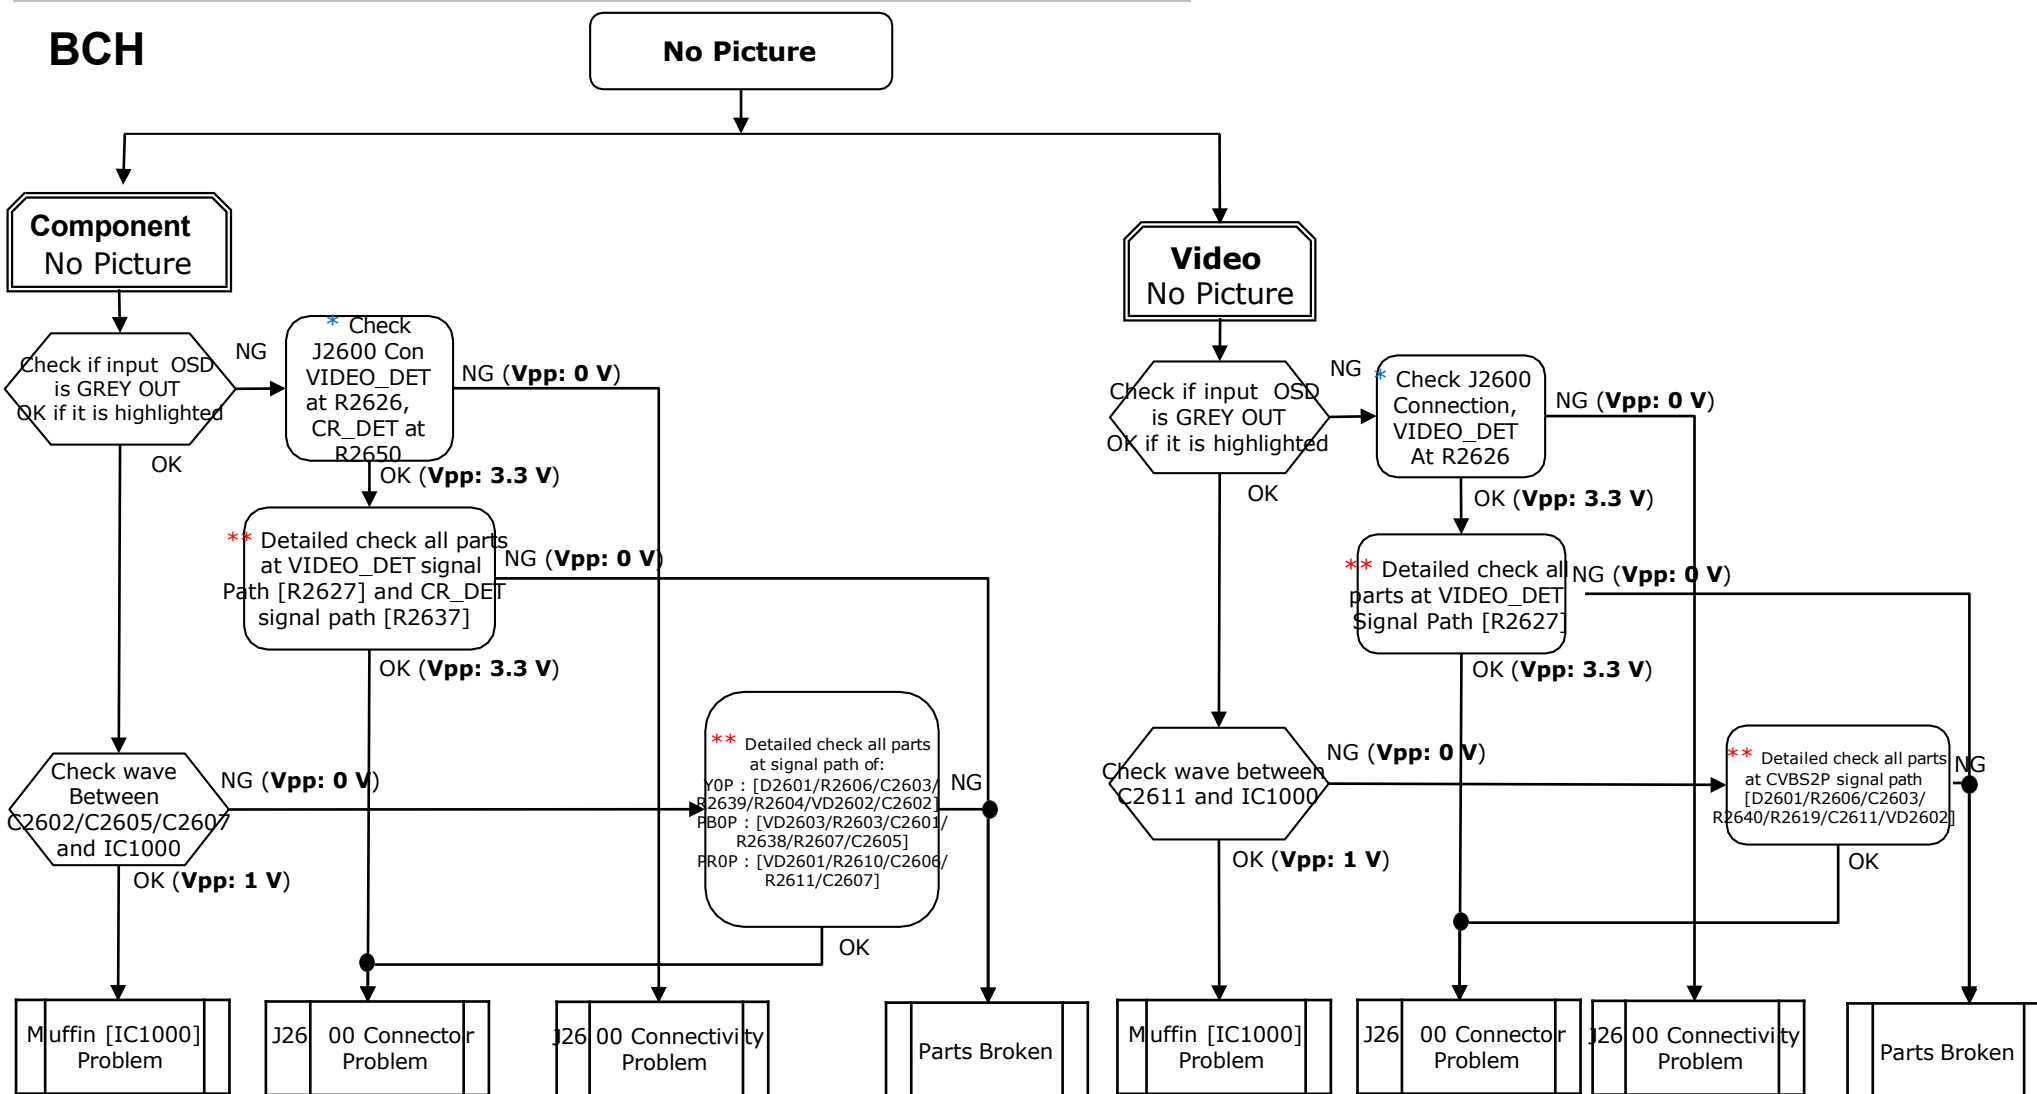 BCH
No Picture
Component
No Picture
Check if input OSD
is GREY OUT
OK if it is highlighted
NG
OK
* Check
J2600 Con
VIDEO_DET
at R2626,
CR_DET at
R2650
NG (Vpp: 0 V)
OK (Vpp: 3.3 V)
** Detailed check all parts
at VIDEO_DET signal
Path [R2627] and CR_DET
signal path [R2637]
NG (Vpp: 0 V)
OK (Vpp: 3.3 V)
Check wave
Between
C2602/C2605/C2607
and IC1000
NG (Vpp: 0 V)
OK (Vpp: 1 V)
** Detailed check all parts
at signal path of:
Y0P : [D2601/R2606/C2603/
R2639/R2604/VD2602/C2602]
PB0P : [VD2603/R2603/C2601/
R2638/R2607/C2605]
PR0P : [VD2601/R2610/C2606/
R2611/C2607]
NG
OK
Muffin [IC1000]
Problem
J2600 Connector
Problem
J2600 Connectivity
Problem
Parts Broken
Video
No Picture
Check if input OSD
is GREY OUT
OK if it is highlighted
NG
OK
* Check J2600
Connection,
VIDEO_DET
At R2626
NG (Vpp: 0 V)
OK (Vpp: 3.3 V)
** Detailed check all
parts at VIDEO_DET
Signal Path [R2627]
NG (Vpp: 0 V)
OK (Vpp: 3.3 V)
Check wave between
C2611 and IC1000
NG (Vpp: 0 V)
OK (Vpp: 1 V)
** Detailed check all parts
at CVBS2P signal path
[D2601/R2606/C2603/
R2640/R2619/C2611/VD2602]
NG
OK
Muffin [IC1000]
Problem
J2600 Connector
Problem
J2600 Connectivity
Problem
Parts Broken